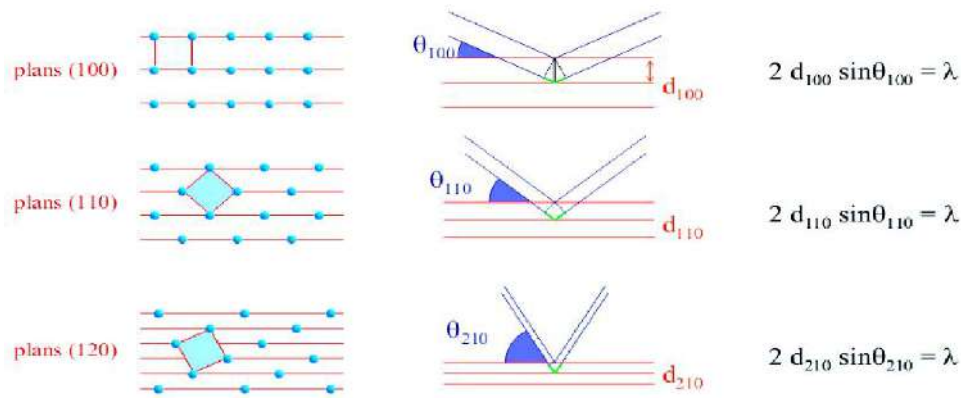 plans (100)
θ100
d100
2 d100 sinθ100 = λ
plans (110)
θ110
d110
2 d110 sinθ110 = λ
plans (120)
θ210
d210
2 d210 sinθ210 = λ